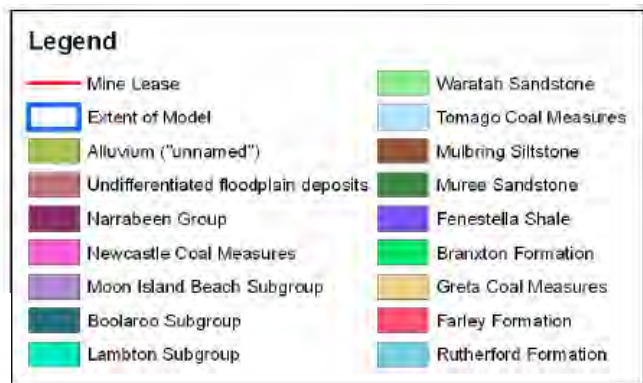 Legend
Mine Lease
Extent of Model
Alluvium ("unnamed")
Undifferentiated floodplain deposits
Narrabeen Group
Newcastle Coal Measures
Moon Island Beach Subgroup
Boolaroo Subgroup
Lambton Subgroup
Waratah Sandstone
Tomago Coal Measures
Mulbring Siltstone
Muree Sandstone
Fenestella Shale
Branxton Formation
Greta Coal Measures
Farley Formation
Rutherford Formation